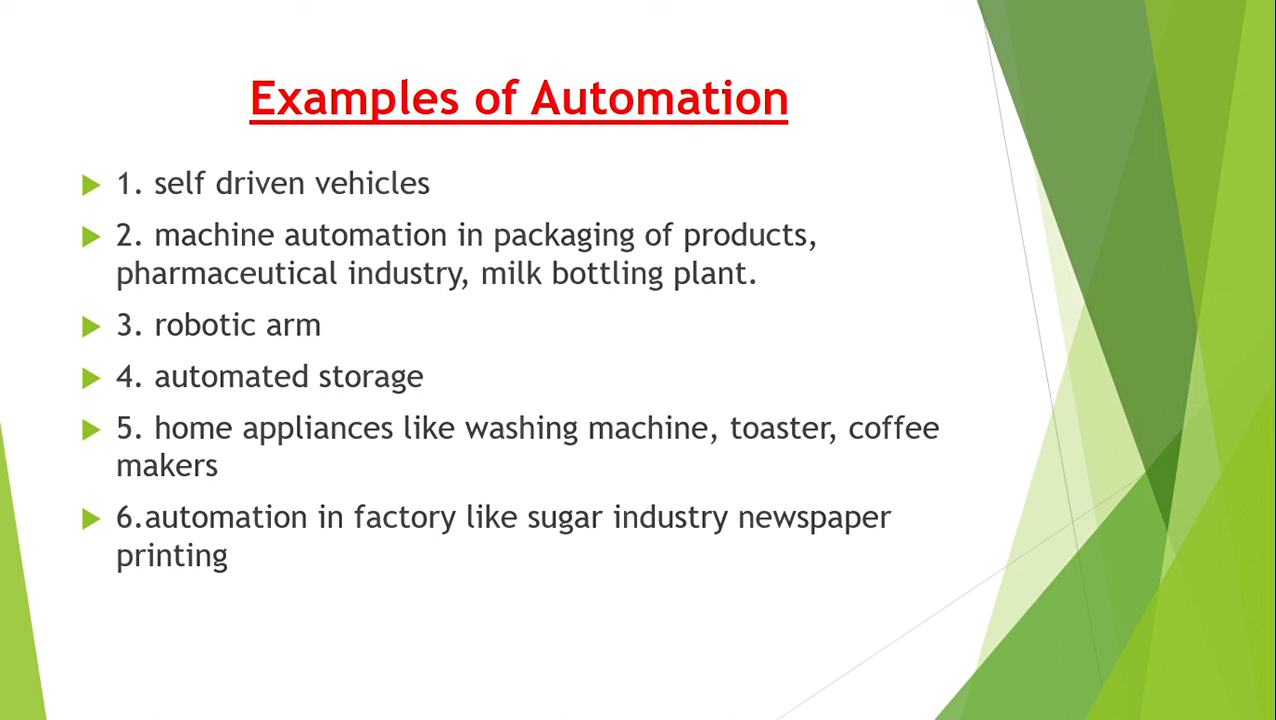 Examples of Automation
1. self driven vehicles
2. machine automation in packaging of products,
pharmaceutical industry, milk bottling plant.
3. robotic arm
4. automated storage
5. home appliances like washing machine, toaster, coffee
makers
6.automation in factory like sugar industry newspaper
printing